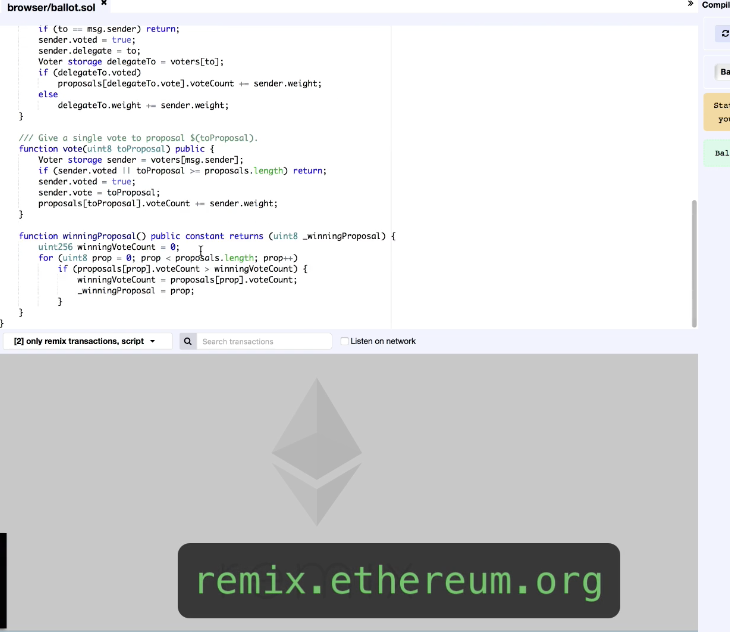 browser/ballot.sol
»
Compil
if (to == msg.sender) return;
sender.voted = true;
sender.delegate = to;
Voter storage delegateTo = voters[to];
if (delegateTo.voted)
proposals[delegateTo.vote].voteCount += sender.weight;
else
delegateTo.weight += sender.weight;
}
/// Give a single vote to proposal $(toProposal).
function vote(uint8 toProposal) public {
Voter storage sender = voters[msg.sender];
if (sender.voted || toProposal >= proposals.length) return;
sender.voted = true;
sender.vote = toProposal;
proposals[toProposal].voteCount += sender.weight;
}
function winningProposal() public constant returns (uint8 _winningProposal) {
uint256 winningVoteCount = 0;
for (uint8 prop = 0; prop < proposals.length; prop++)
if (proposals[prop].voteCount > winningVoteCount) {
winningVoteCount = proposals[prop].voteCount;
_winningProposal = prop;
}
}
}
Ba
Sta
yo
Bal
[2] only remix transactions, script
Search transactions
Listen on network
remix.ethereum.org